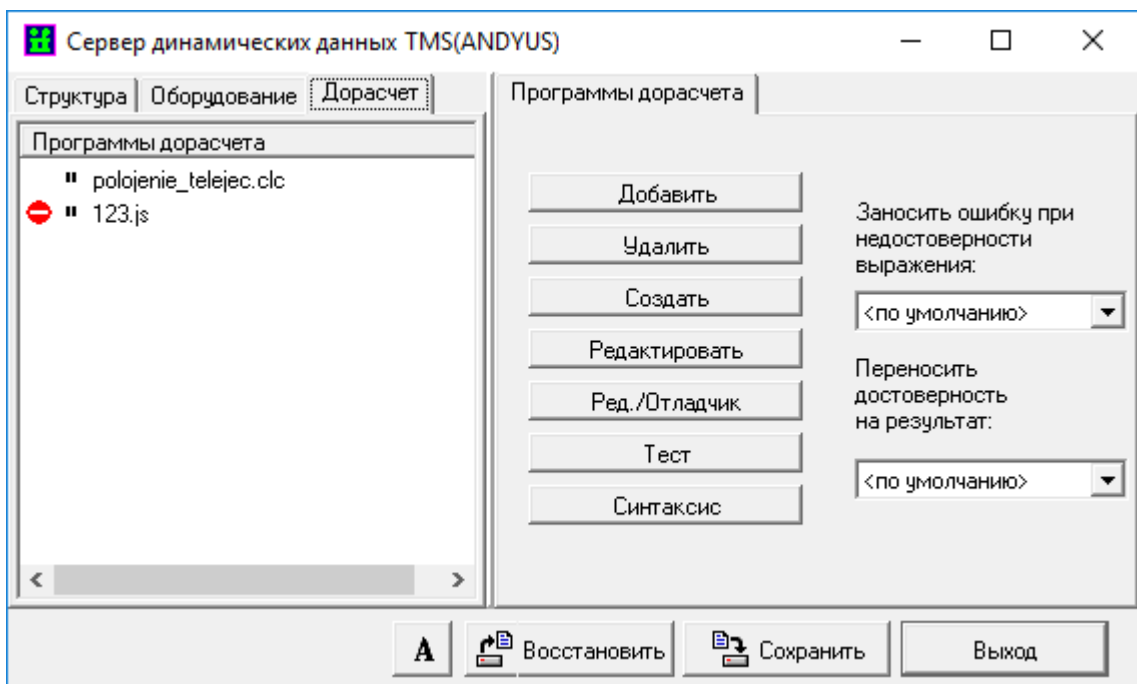 Сервер динамических данных TMS(ANDYUS)
Структура Оборудование Дорасчет
Программы дорасчета
polojenie_telejec.clc
123.js
Программы дорасчета
Добавить
Удалить
Создать
Редактировать
Ред./Отладчик
Тест
Синтаксис
Заносить ошибку при
недостоверности
выражения:
<по умолчанию>
Переносить
достоверность
на результат:
<по умолчанию>
A Восстановить Сохранить Выход